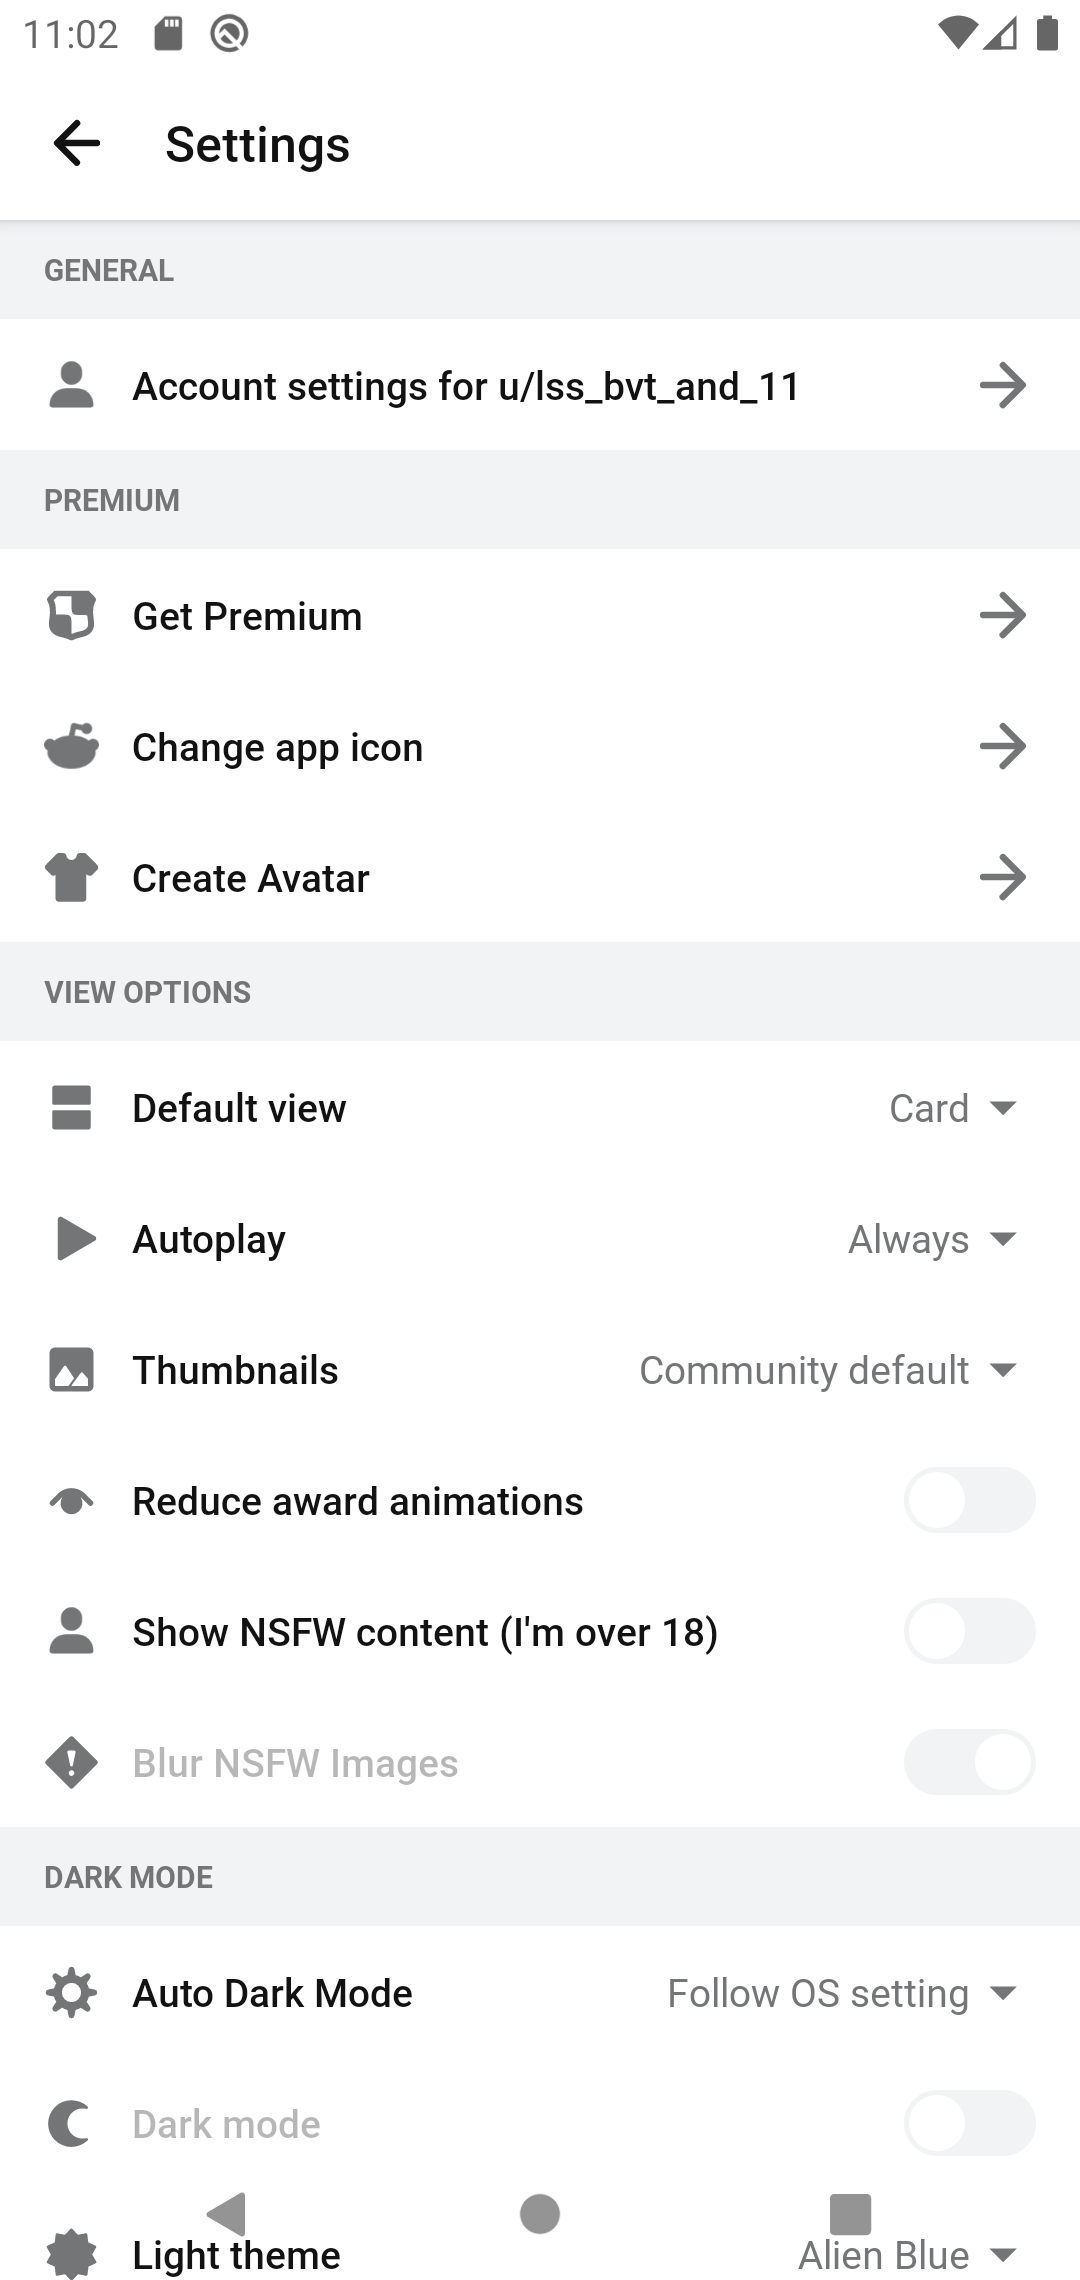 11:02
Settings
GENERAL
Account settings for u/lss_bvt_and_11
PREMIUM
Get Premium
Change app icon
Create Avatar
VIEW OPTIONS
Default view Card
Autoplay Always
Thumbnails Community default
Reduce award animations
Show NSFW content (I'm over 18)
Blur NSFW Images
DARK MODE
Auto Dark Mode Follow OS setting
Dark mode
Light theme Alien Blue